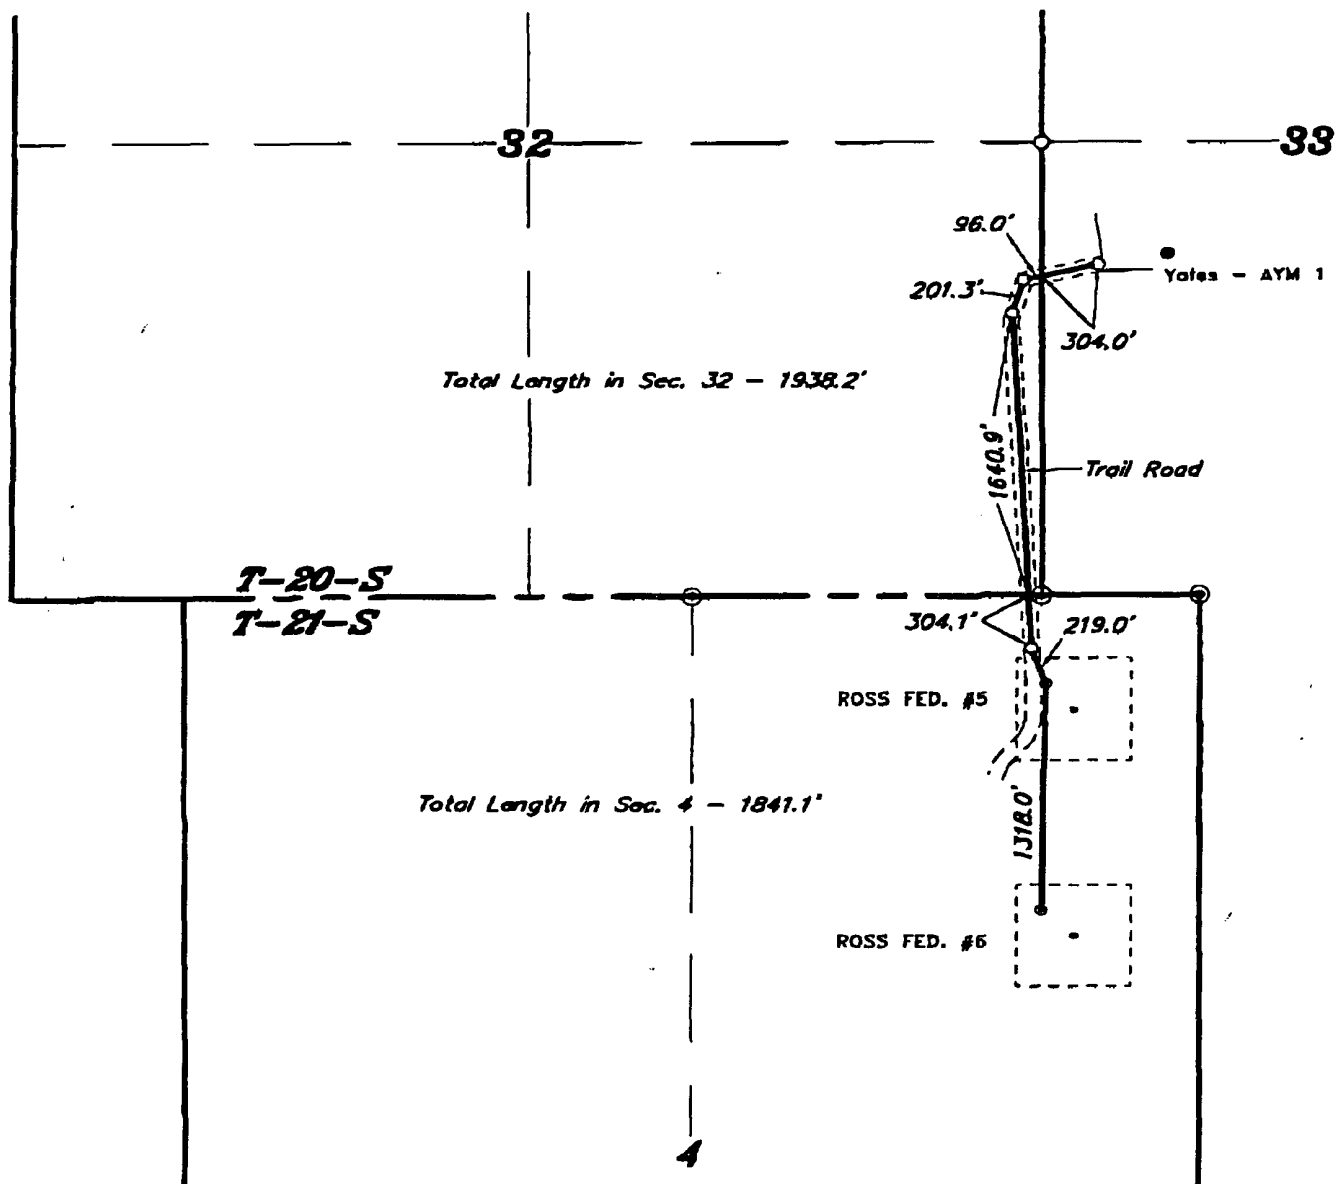 32
33
96.0'
Yates - AYM 1
201.3'
304.0'
Total Length in Sec. 32 - 1938.2'
1640.9'
Trail Road
T-20-S
T-21-S
304.1'
219.0'
ROSS FED. #5
Total Length in Sec. 4 - 1841.1'
1318.0'
ROSS FED. #6
4